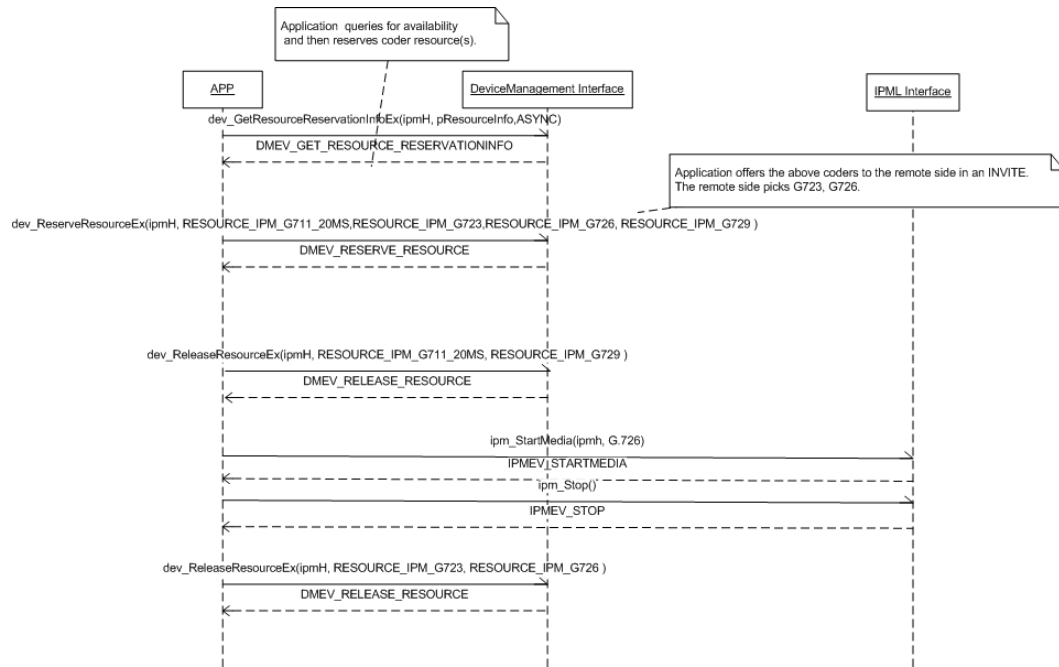 Application queries for availability
and then reserves coder resource(s).
APP
DeviceManagement Interface
IPML Interface
dev_GetResourceReservationInfoEx(ipmH, pResourceInfo,ASYNC)
DMEV_GET_RESOURCE_RESERVATIONINFO
Application offers the above coders to the remote side in an INVITE.
The remote side picks G723, G726.
dev_ReserveResourceEx(ipmH, RESOURCE_IPM_G711_20MS,RESOURCE_IPM_G723,RESOURCE_IPM_G726, RESOURCE_IPM_G729 )
DMEV_RESERVE_RESOURCE
dev_ReleaseResourceEx(ipmH, RESOURCE_IPM_G711_20MS, RESOURCE_IPM_G729 )
DMEV_RELEASE_RESOURCE
ipm_StartMedia(ipmh, G.726)
IPMEV_STARTMEDIA
ipm_Stop()
IPMEV_STOP
dev_ReleaseResourceEx(ipmH, RESOURCE_IPM_G723, RESOURCE_IPM_G726 )
DMEV_RELEASE_RESOURCE